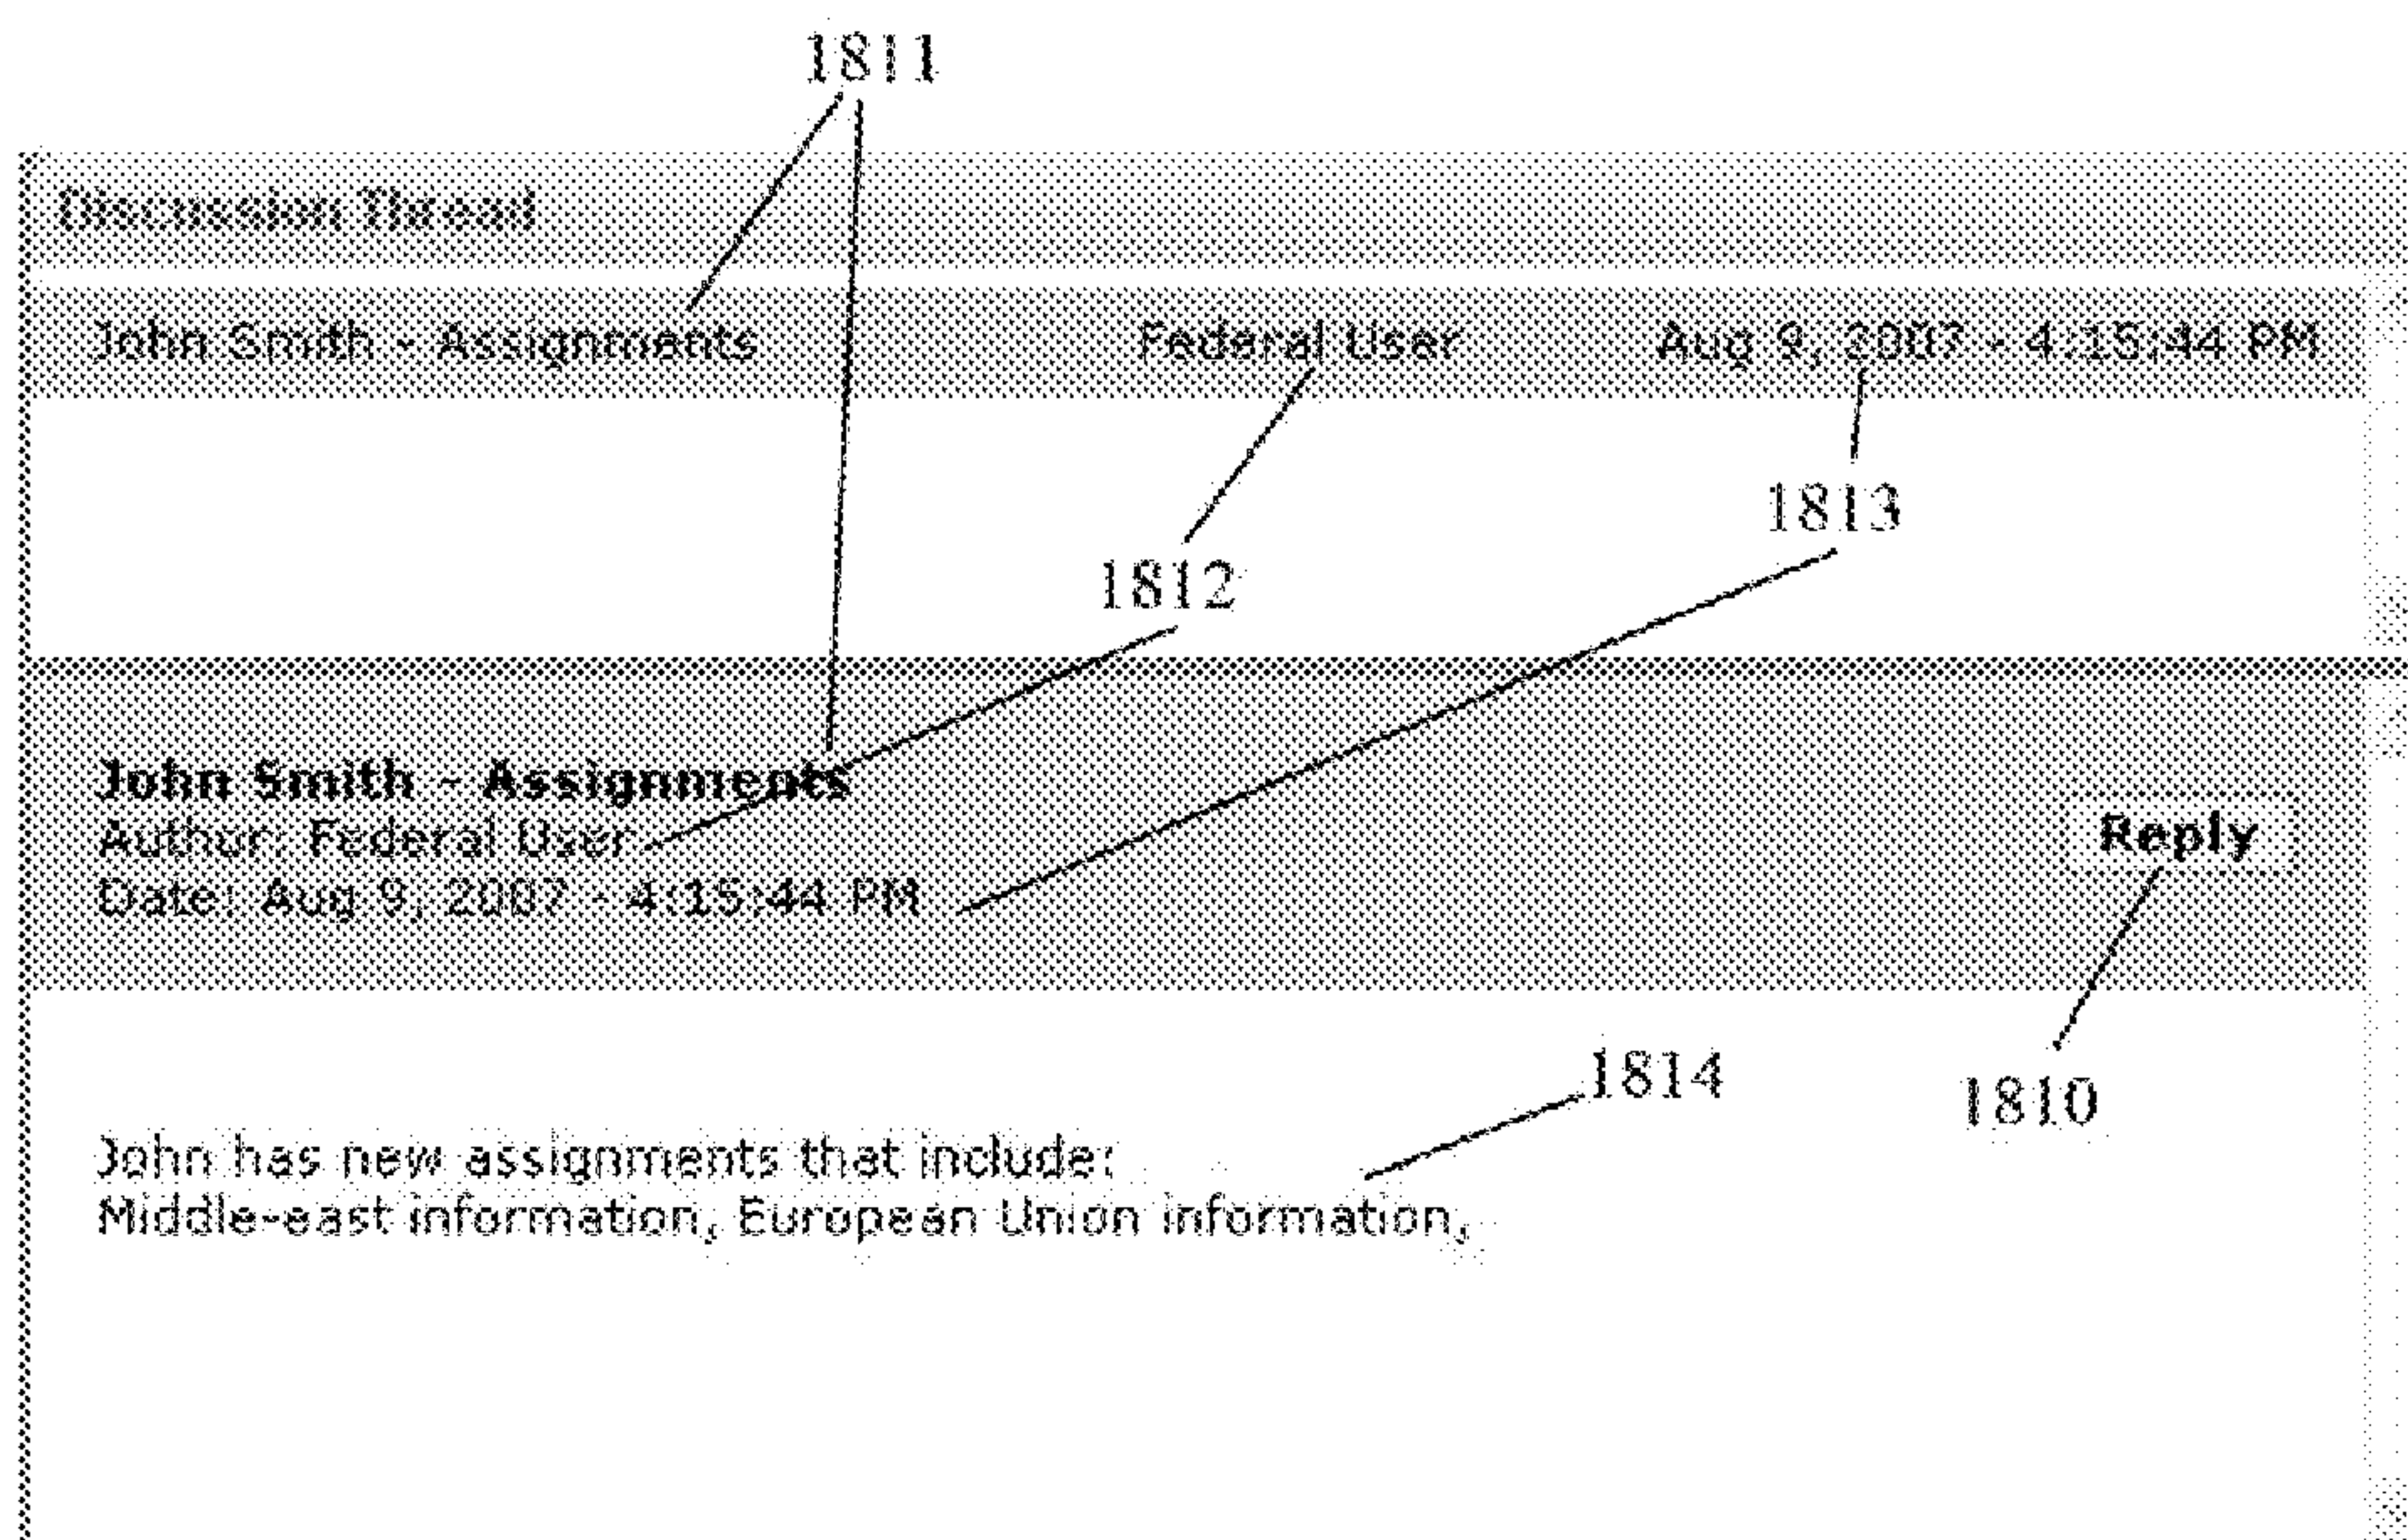 1811
Discussion Thread
John Smith - Assignments Federal User Aug 9, 2007 - 4:15:44 PM
1813
1812
John Smith - Assignments
Author: Federal User
Reply
Date: Aug 9, 2007 - 4:15:44 PM
1814
1810
John has new assignments that include:
Middle-east information, European Union information,